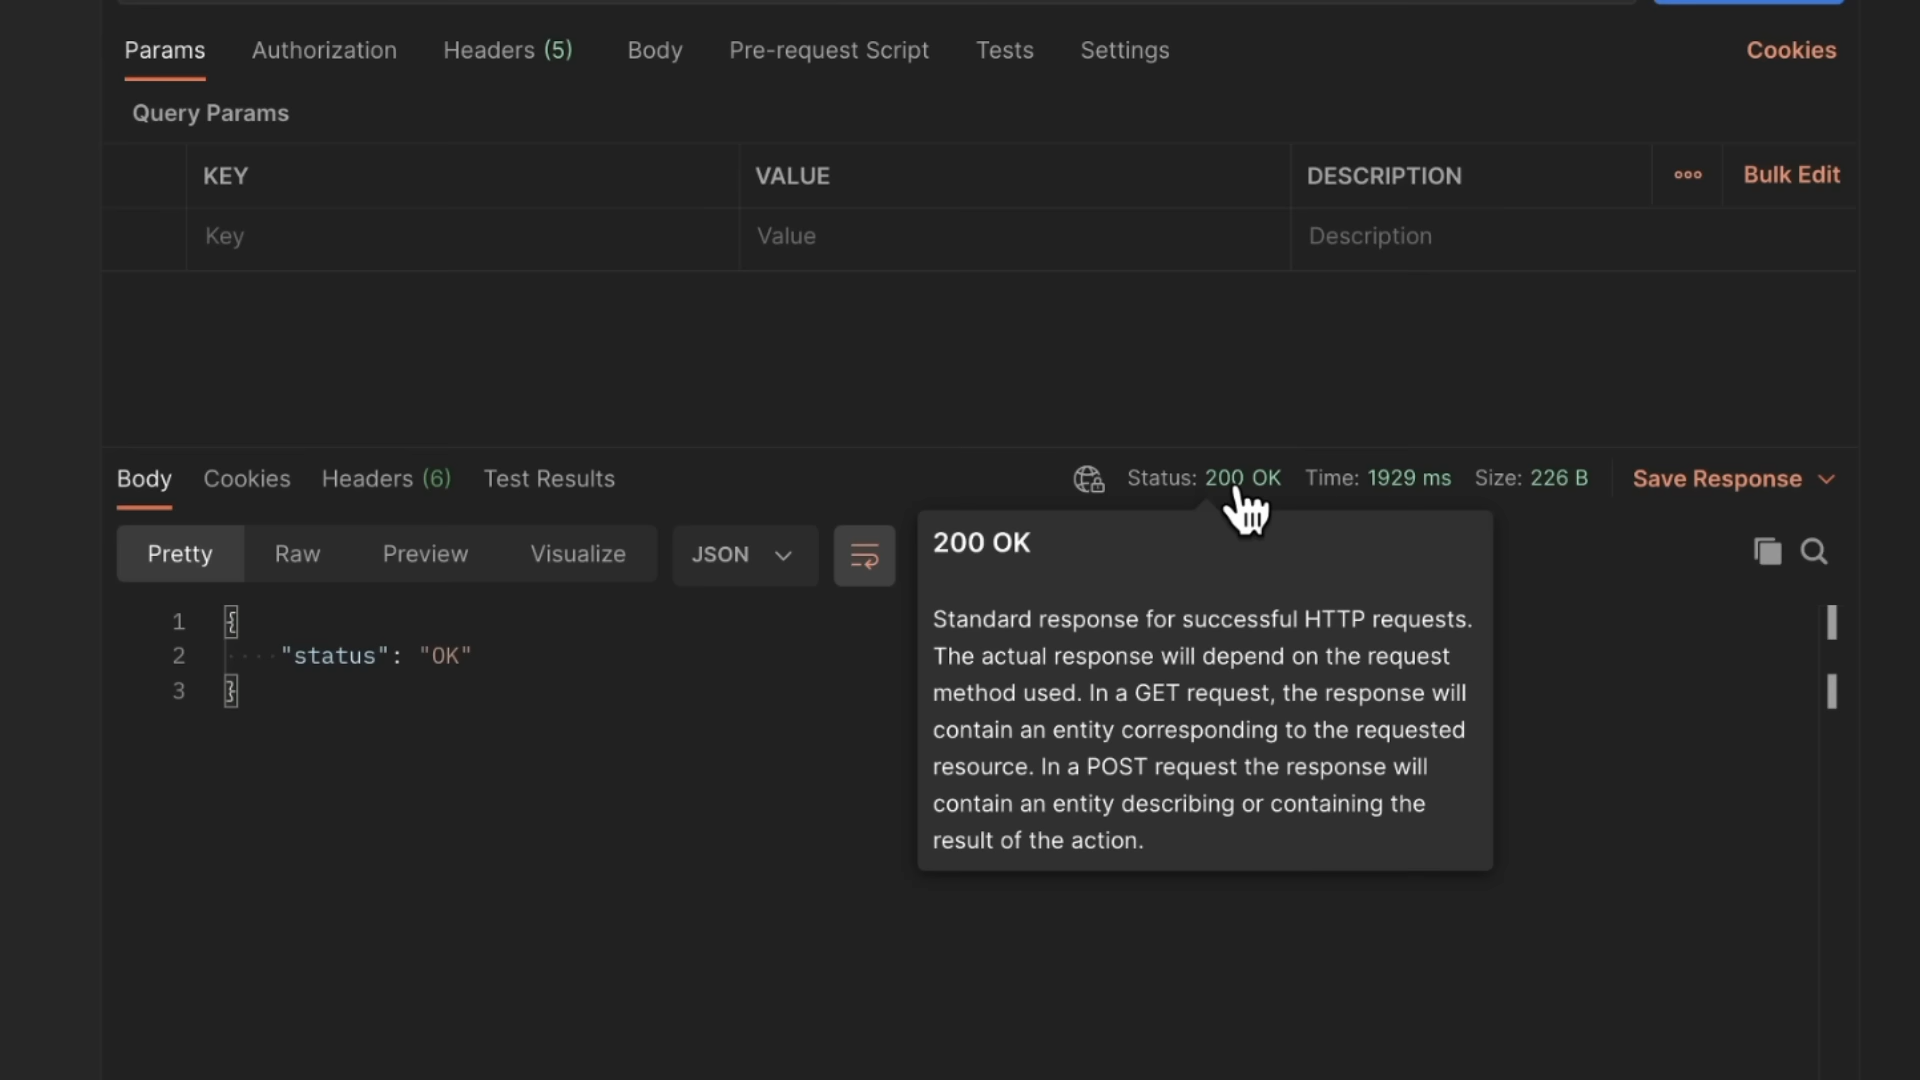 Params Authorization Headers (5) Body Pre-request Script Tests Settings Cookies
Query Params
KEY VALUE DESCRIPTION ooo Bulk Edit
Key Value Description
Body Cookies Headers (6) Test Results Status: 200 OK Time: 1929 ms Size: 226 B Save Response
Pretty Raw Preview Visualize JSON
200 OK
Standard response for successful HTTP requests.
The actual response will depend on the request
method used. In a GET request, the response will
contain an entity corresponding to the requested
resource. In a POST request the response will
contain an entity describing or containing the
result of the action.
1 {
2 "status": "OK"
3 }